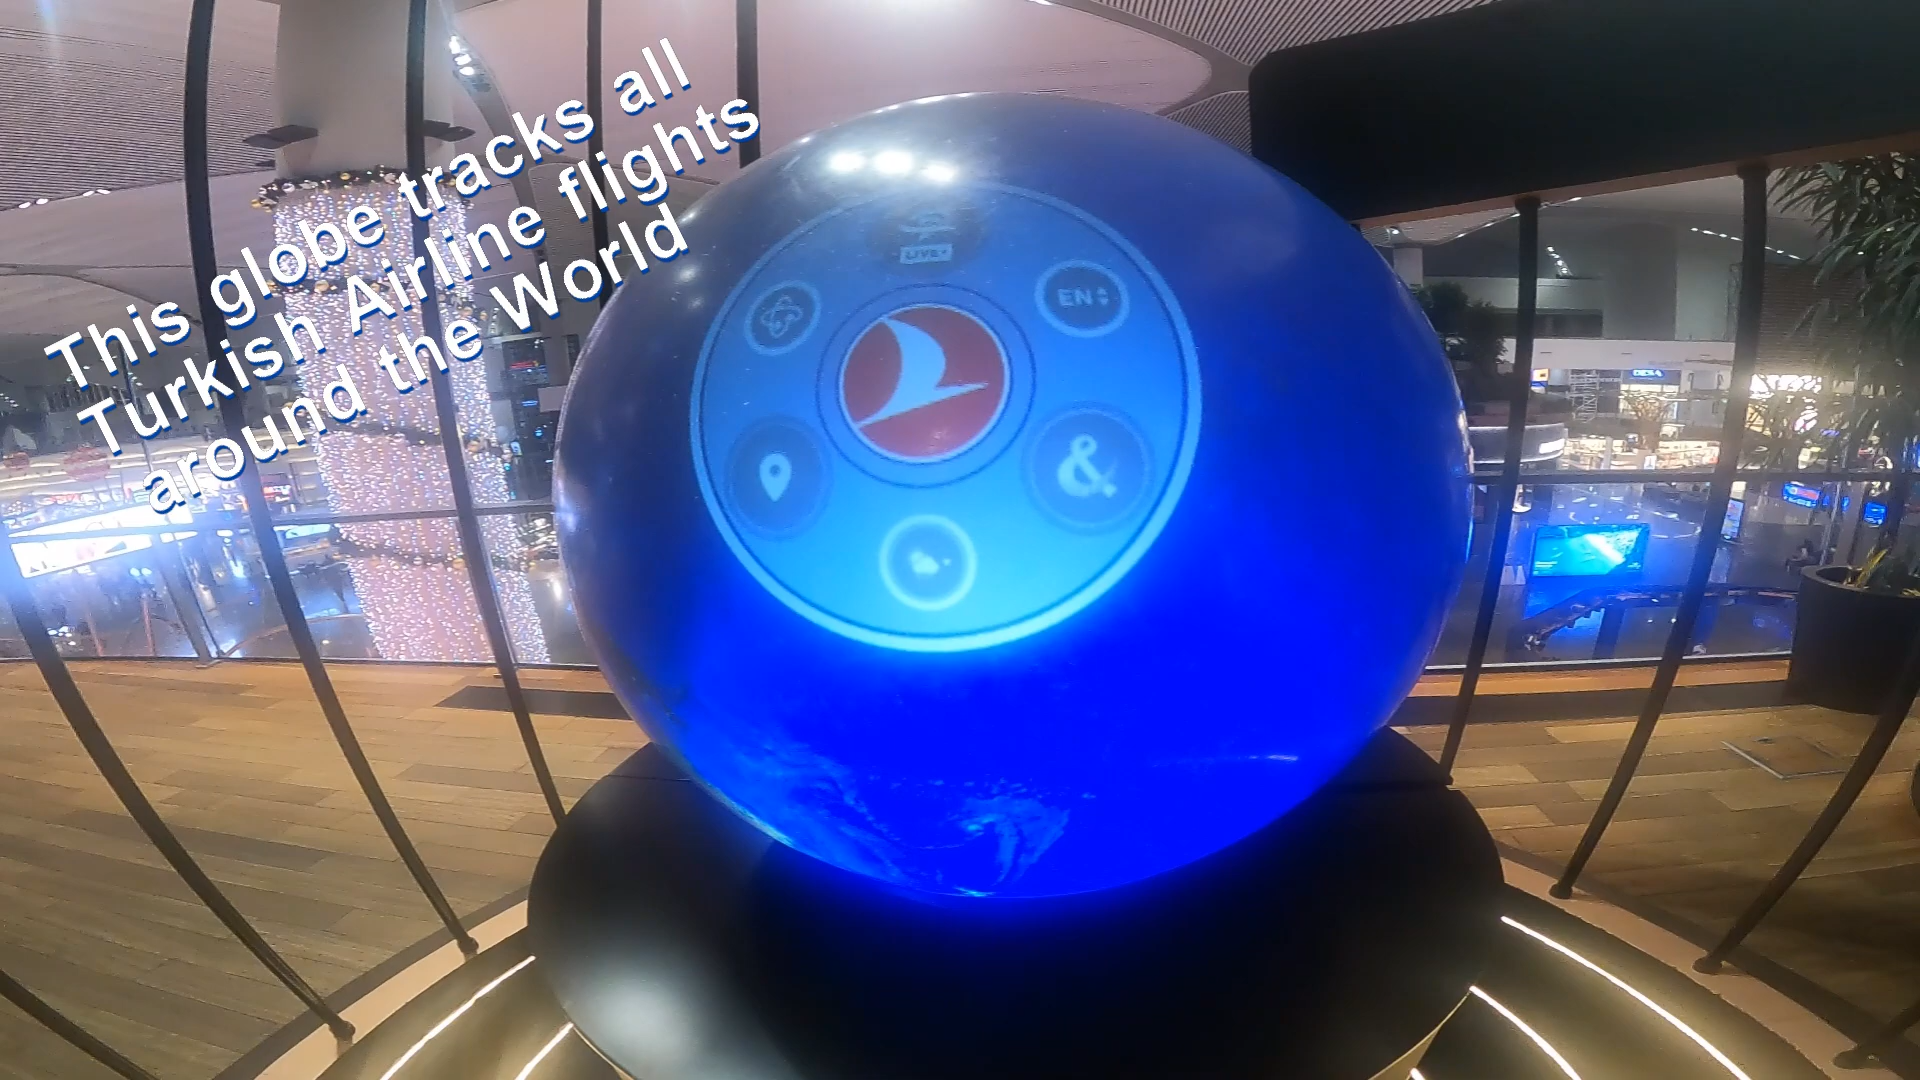 This globe tracks all
Turkish Airline flights
around the World
LIVE
EN
&